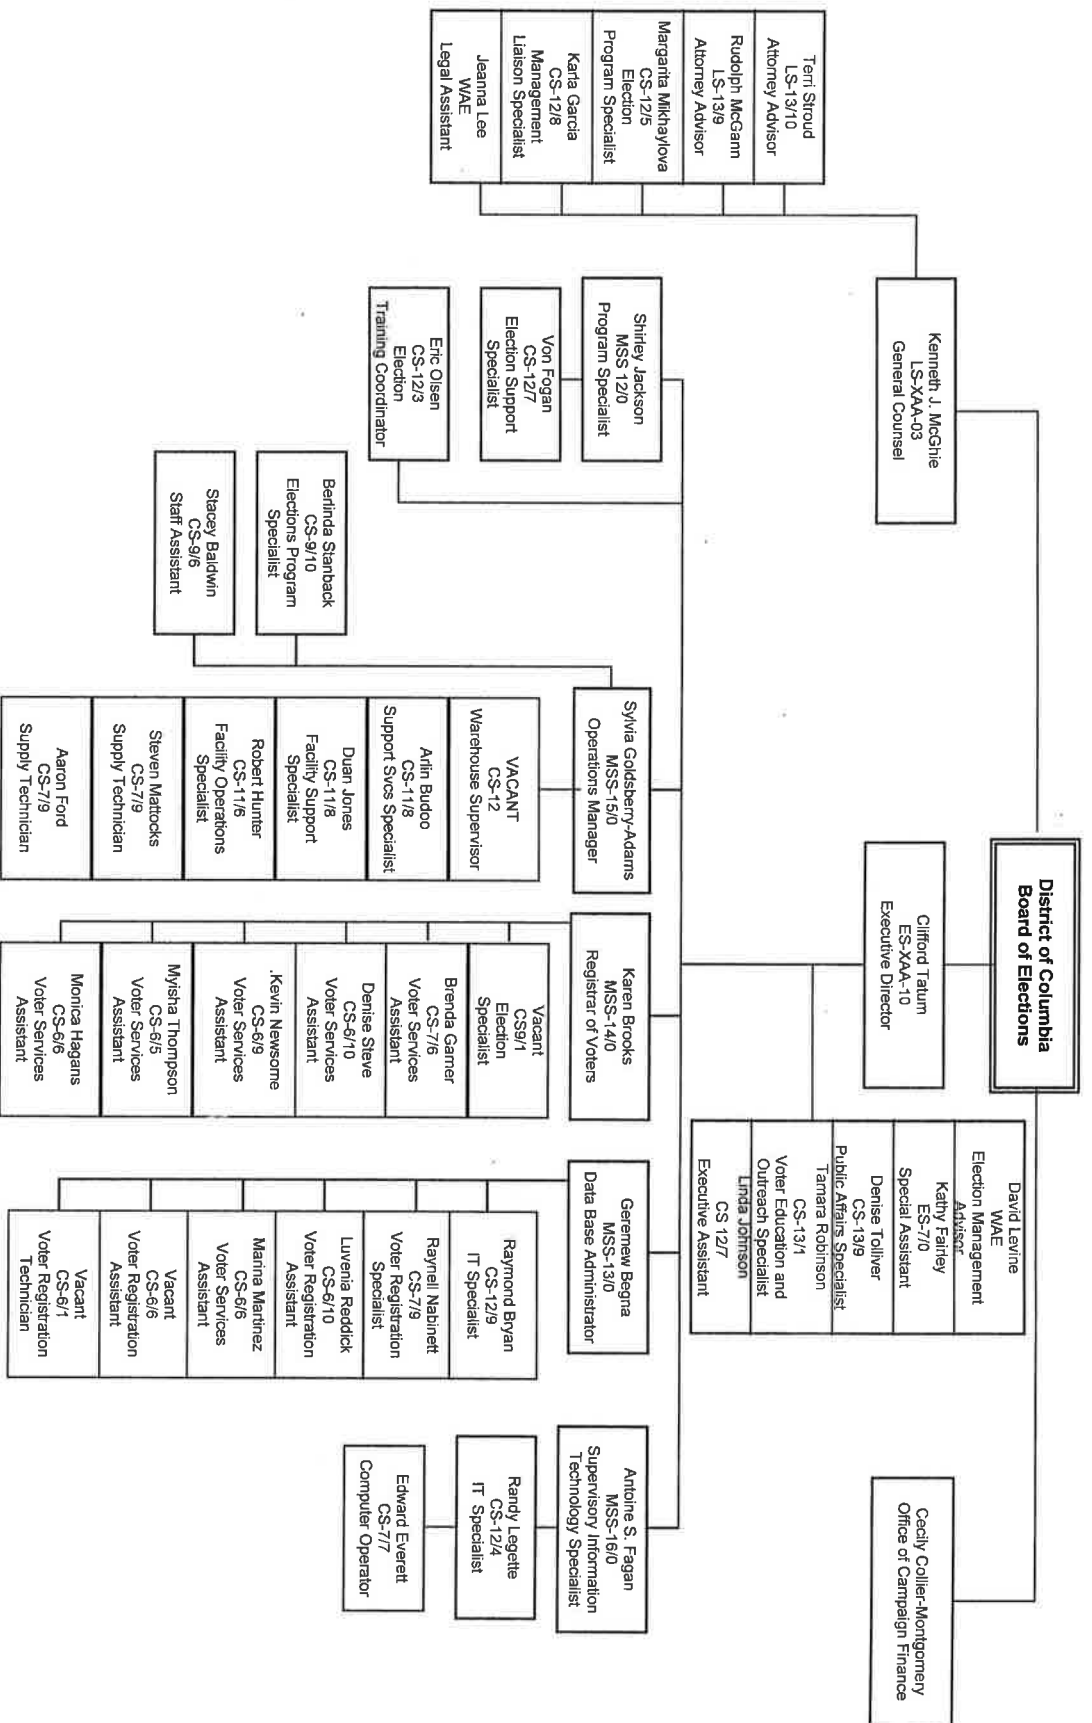 District of Columbia
Board of Elections
Kenneth J. McGhie
LS-XAA-03
General Counsel
Clifford Tatum
ES-XAA-10
Executive Director
Cecily Collier-Montgomery
Office of Campaign Finance
Terri Stroud
LS-13/10
Attorney Advisor
Rudolph McGann
LS-13/9
Attorney Advisor
Margarita Mikhaylova
CS-12/5
Election
Program Specialist
Karla Garcia
CS-12/8
Management
Liaison Specialist
Jeanna Lee
WAE
Legal Assistant
David Levine
WAE
Election Management
Advisor
Kathy Fairley
ES-7/0
Special Assistant
Denise Tolliver
CS-13/9
Public Affairs Specialist
Tamara Robinson
CS-13/1
Voter Education and
Outreach Specialist
Linda Johnson
CS 12/7
Executive Assistant
Shirley Jackson
MSS 12/0
Program Specialist
Von Fogan
CS-12/7
Election Support
Specialist
Eric Olsen
CS-12/3
Election
Training Coordinator
Sylvia Goldsberry-Adams
MSS-15/0
Operations Manager
Berlinda Stanback
CS-9/10
Elections Program
Specialist
Stacey Baldwin
CS-9/6
Staff Assistant
VACANT
CS-12
Warehouse Supervisor
Arlin Budoo
CS-11/8
Support Svcs Specialist
Duan Jones
CS-11/8
Facility Support
Specialist
Robert Hunter
CS-11/6
Facility Operations
Specialist
Steven Mattocks
CS-7/9
Supply Technician
Aaron Ford
CS-7/9
Supply Technician
Karen Brooks
MSS-14/0
Registrar of Voters
Vacant
CS9/1
Election
Specialist
Brenda Garner
CS-7/6
Voter Services
Assistant
Denise Steve
CS-6/10
Voter Services
Assistant
.Kevin Newsome
CS-6/9
Voter Services
Assistant
Myisha Thompson
CS-6/5
Voter Services
Assistant
Monica Hagans
CS-6/6
Voter Services
Assistant
Geremew Begna
MSS-13/0
Data Base Administrator
Raymond Bryan
CS-12/9
IT Specialist
Raynell Nabinett
CS-7/9
Voter Registration
Specialist
Luvenia Reddick
CS-6/10
Voter Registration
Assistant
Marina Martinez
CS-6/6
Voter Services
Assistant
Vacant
CS-6/6
Voter Registration
Assistant
Vacant
CS-6/1
Voter Registration
Technician
Antoine S. Fagan
MSS-16/0
Supervisory Information
Technology Specialist
Randy Legette
CS-12/4
IT Specialist
Edward Everett
CS-7/7
Computer Operator